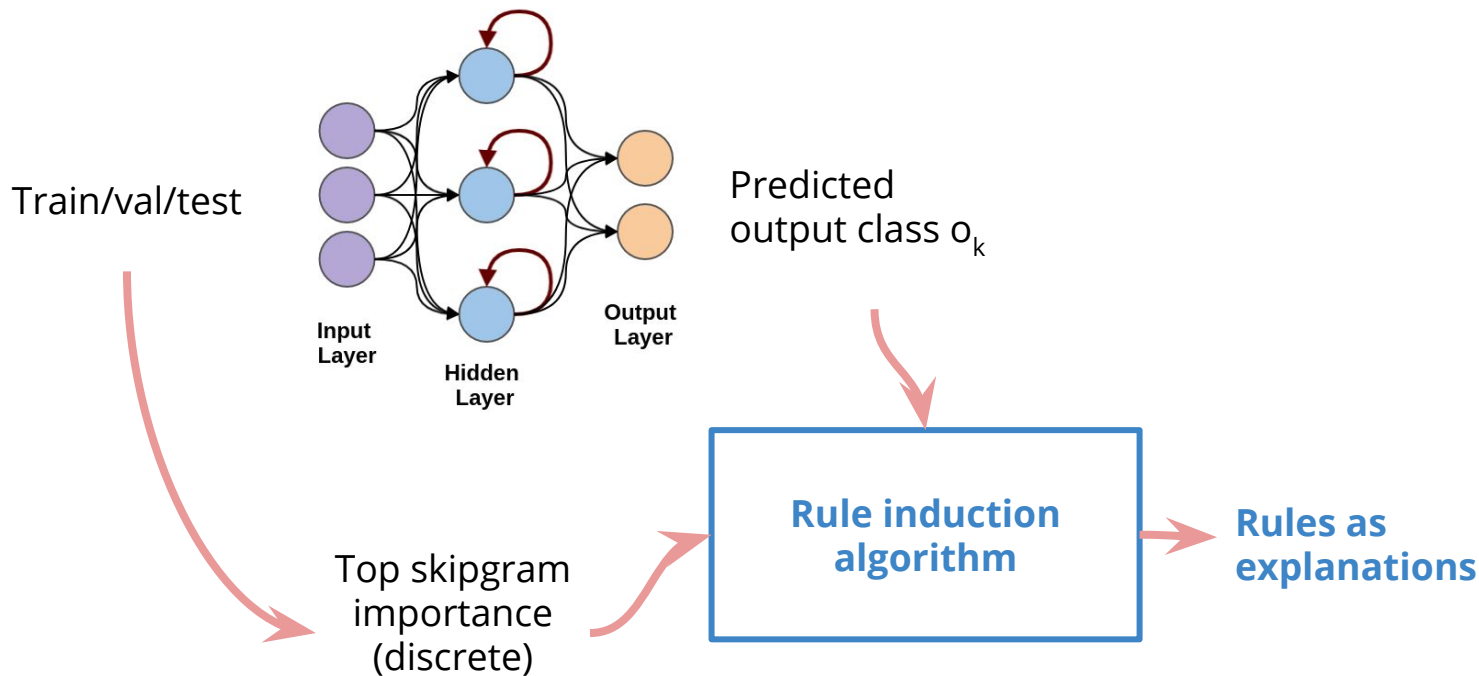 Train/val/test
Input
Layer
Hidden
Layer
Output
Layer
Predicted
output class o_k
Top skipgram
importance
(discrete)
Rule induction
algorithm
Rules as
explanations